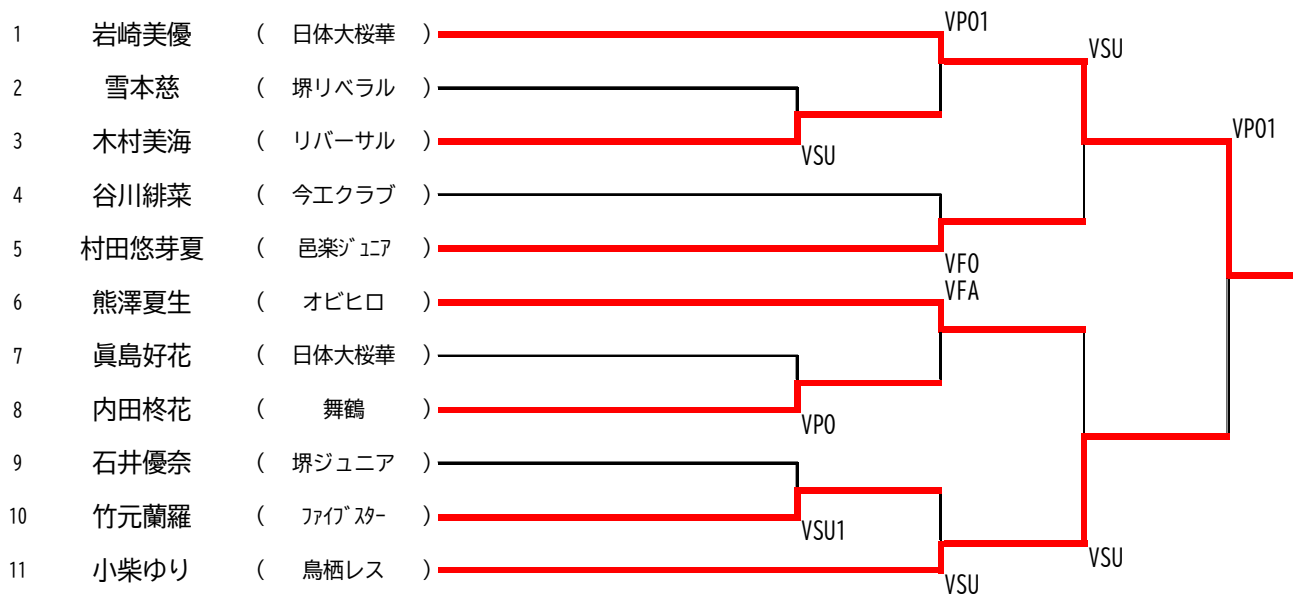 1 岩崎美優 ( 日体大桜華 )
2 雪本慈 ( 堺リベラル )
3 木村美海 ( リバーサル )
4 谷川緋菜 ( 今工クラブ )
5 村田悠芽夏 ( 邑楽ｼﾞｭﾆｱ )
6 熊澤夏生 ( オビヒロ )
7 眞島好花 ( 日体大桜華 )
8 内田柊花 ( 舞鶴 )
9 石井優奈 ( 堺ジュニア )
10 竹元蘭羅 ( ﾌｧｲﾌﾞｽﾀｰ )
11 小柴ゆり ( 鳥栖レス )
VSU
VPO
VSU1
VPO1
VFO
VFA
VSU
VSU
VSU
VPO1